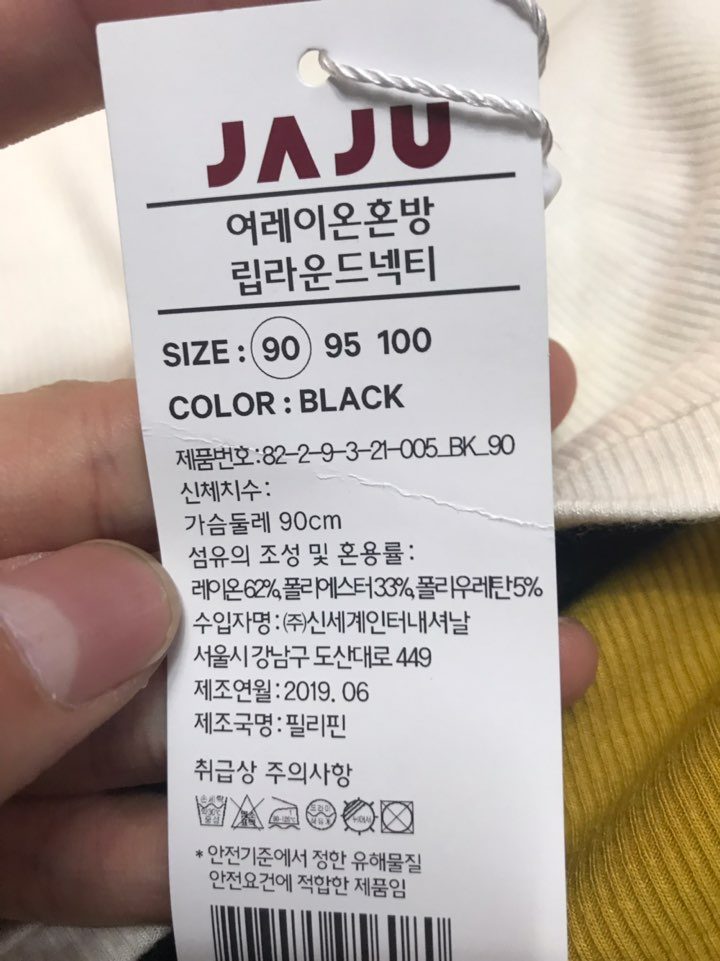 JAJU
여레이온혼방
립라운드넥티
SIZE : 90 95 100
COLOR : BLACK
제품번호:82-2-9-3-21-005_BK_90
신체치수:
가슴둘레 90cm
섬유의 조성 및 혼용률:
레이온62%,폴리에스터33%,폴리우레탄5%
수입자명:㈜신세계인터내셔날
서울시 강남구 도산대로 449
제조연월:2019. 06
제조국명:필리핀
취급상 주의사항
* 안전기준에서 정한 유해물질
안전요건에 적합한 제품임